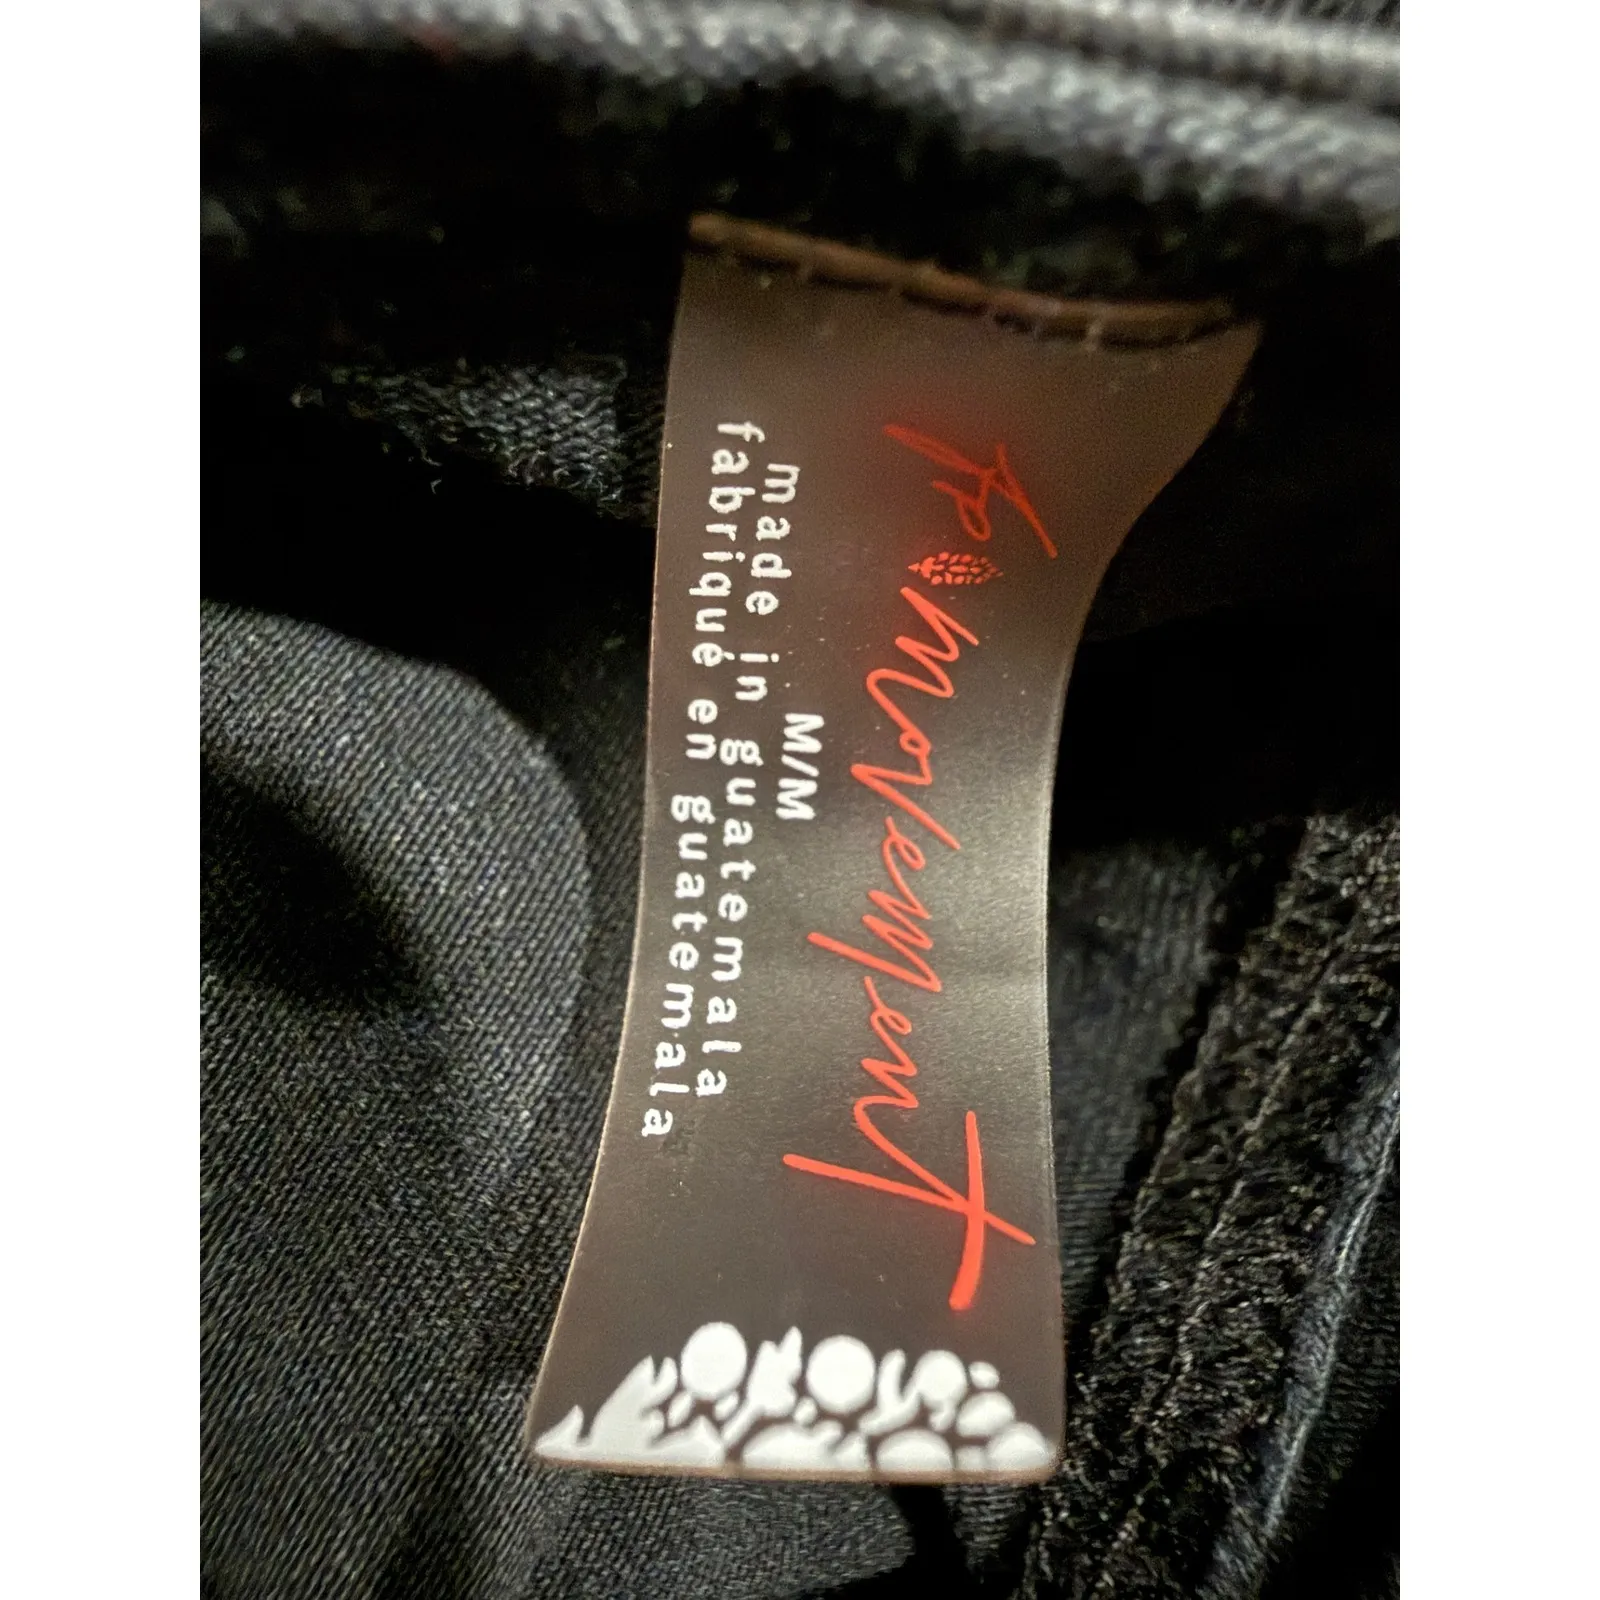 fp movement
M/M
made in guatemala
fabriqué en guatemala